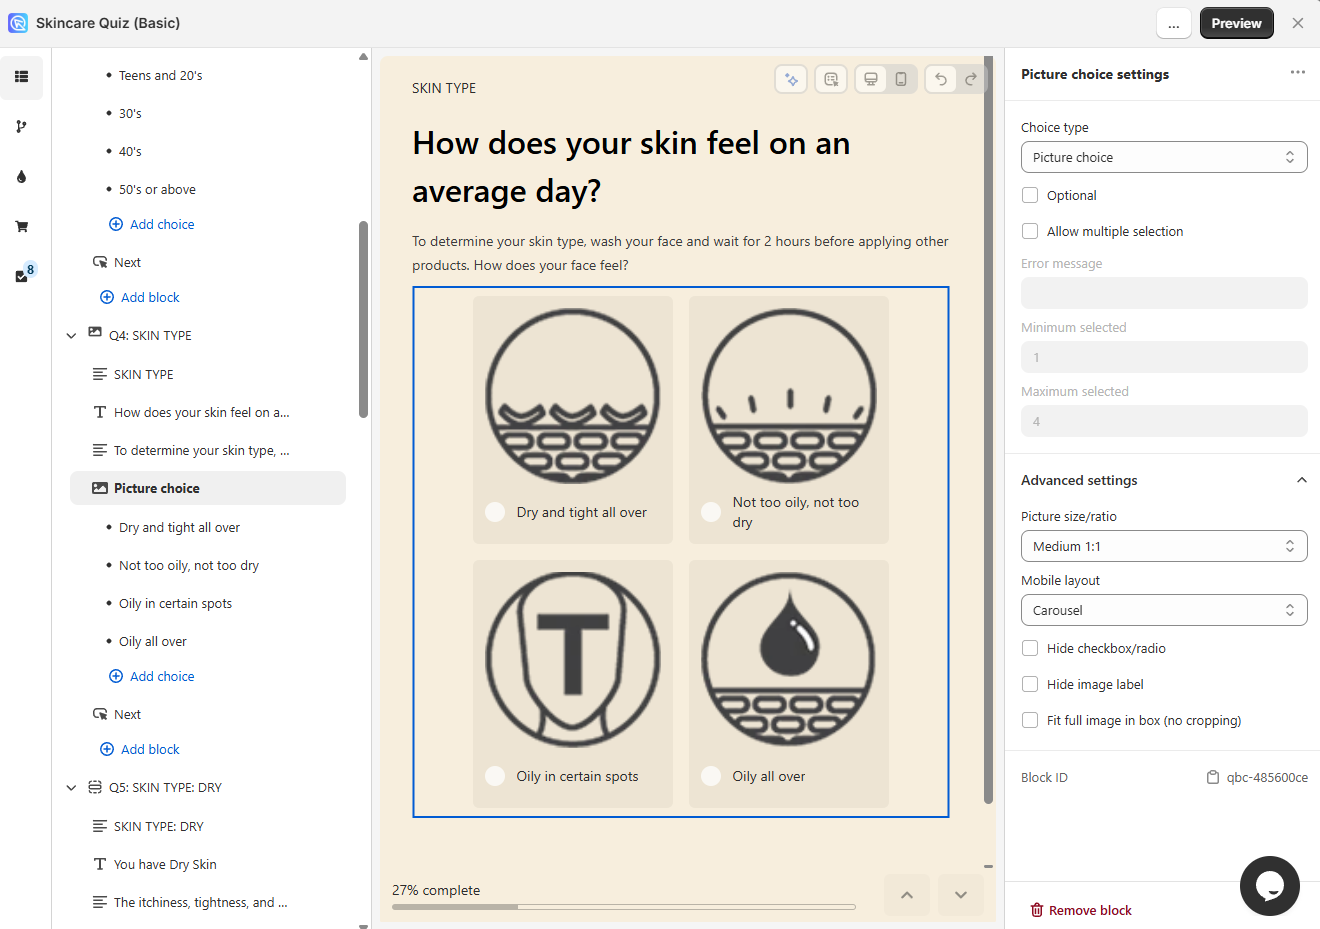 Skincare Quiz (Basic)
...
Preview
Teens and 20's
30's
40's
50's or above
Add choice
Next
Add block
Q4: SKIN TYPE
SKIN TYPE
How does your skin feel on a...
To determine your skin type, ...
Picture choice
Dry and tight all over
Not too oily, not too dry
Oily in certain spots
Oily all over
Add choice
Next
Add block
Q5: SKIN TYPE: DRY
SKIN TYPE: DRY
You have Dry Skin
The itchiness, tightness, and ...
8
SKIN TYPE
How does your skin feel on an
average day?
To determine your skin type, wash your face and wait for 2 hours before applying other
products. How does your face feel?
Dry and tight all over
Not too oily, not too
dry
T
Oily in certain spots
Oily all over
27% complete
Picture choice settings
Choice type
Picture choice
Optional
Allow multiple selection
Error message
Minimum selected
1
Maximum selected
4
Advanced settings
Picture size/ratio
Medium 1:1
Mobile layout
Carousel
Hide checkbox/radio
Hide image label
Fit full image in box (no cropping)
Block ID
qbc-485600ce
Remove block